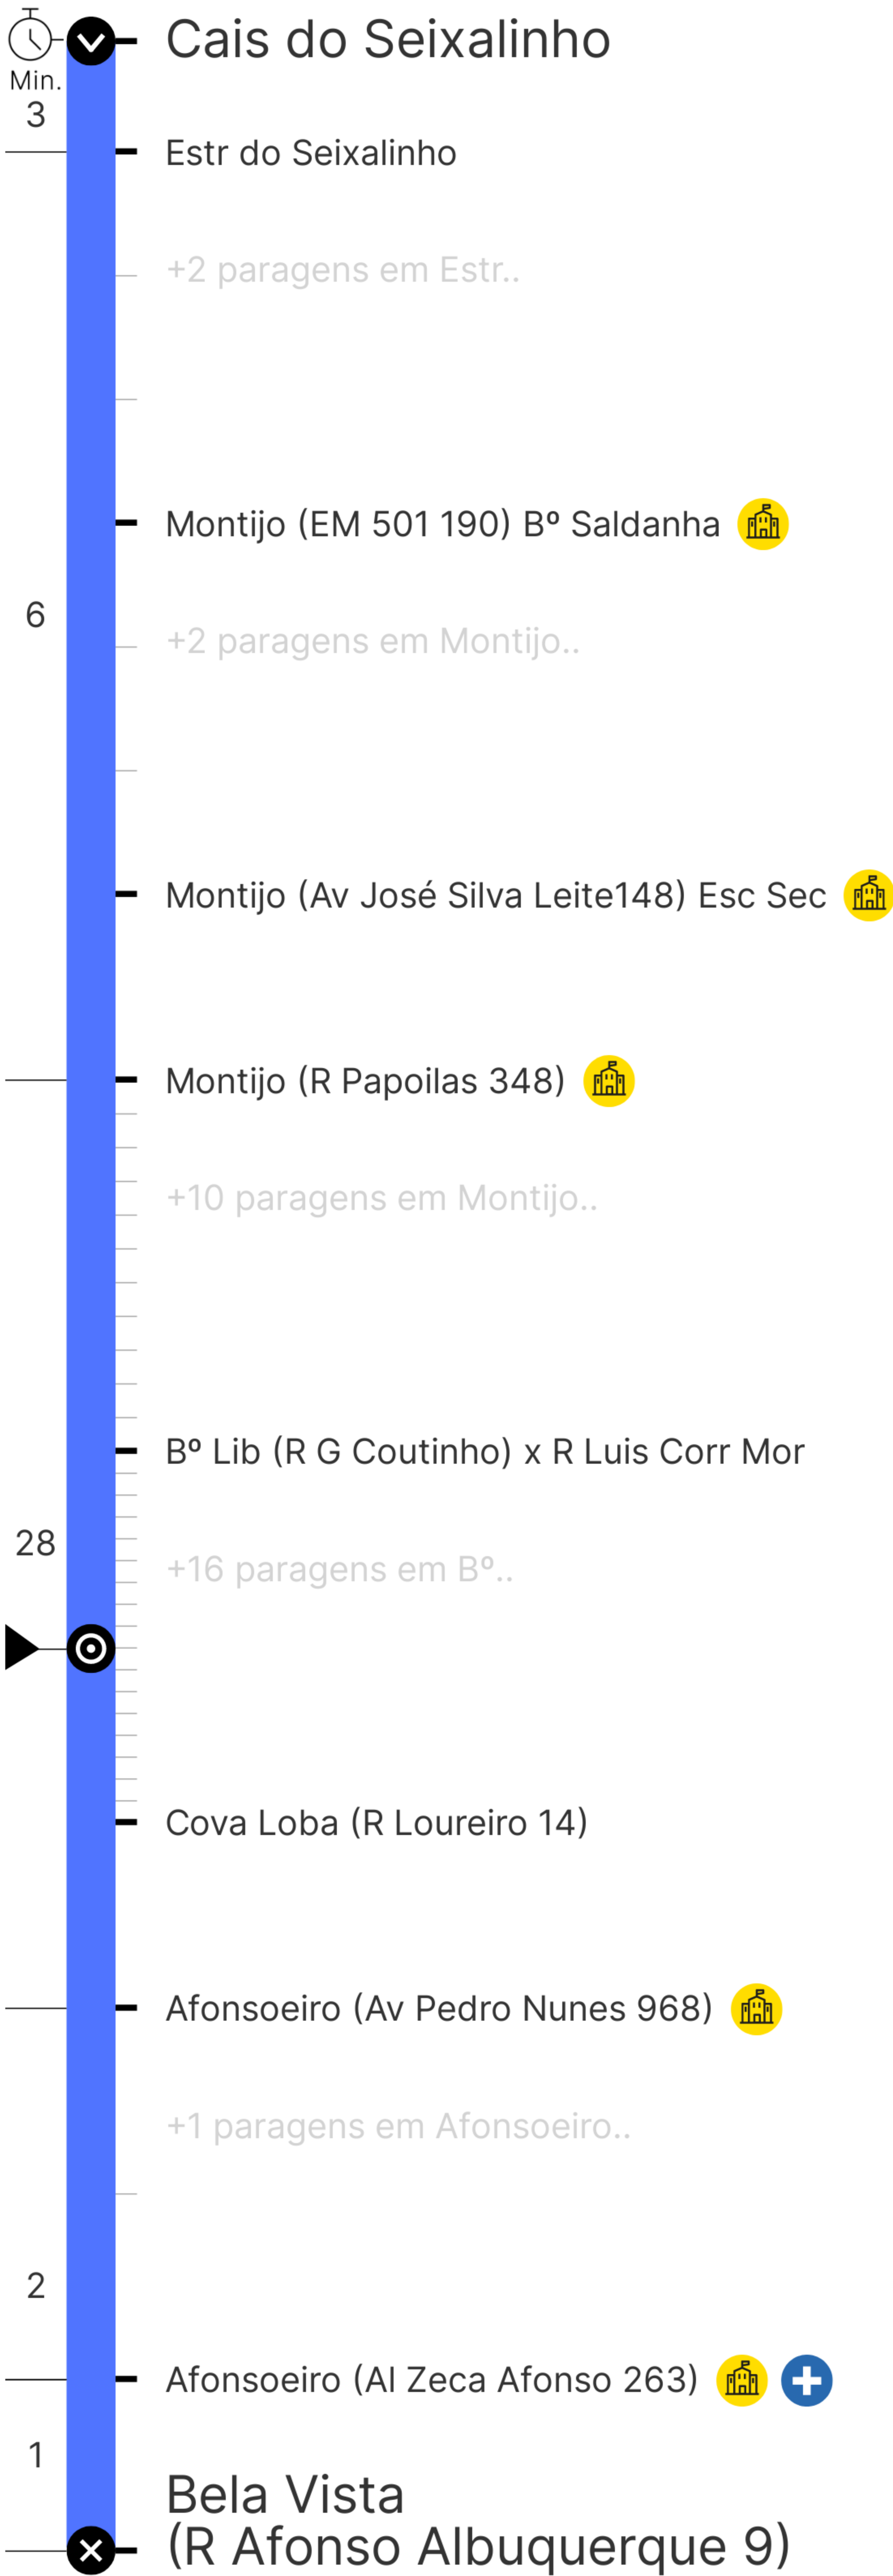 Cais do Seixalinho
Min.
3
Estr do Seixalinho
+2 paragens em Estr..
Montijo (EM 501 190) Bº Saldanha
6
+2 paragens em Montijo..
Montijo (Av José Silva Leite148) Esc Sec
Montijo (R Papoilas 348)
+10 paragens em Montijo..
Bº Lib (R G Coutinho) x R Luis Corr Mor
28
+16 paragens em Bº..
Cova Loba (R Loureiro 14)
Afonsoeiro (Av Pedro Nunes 968)
+1 paragens em Afonsoeiro..
2
Afonsoeiro (Al Zeca Afonso 263)
1
Bela Vista
(R Afonso Albuquerque 9)